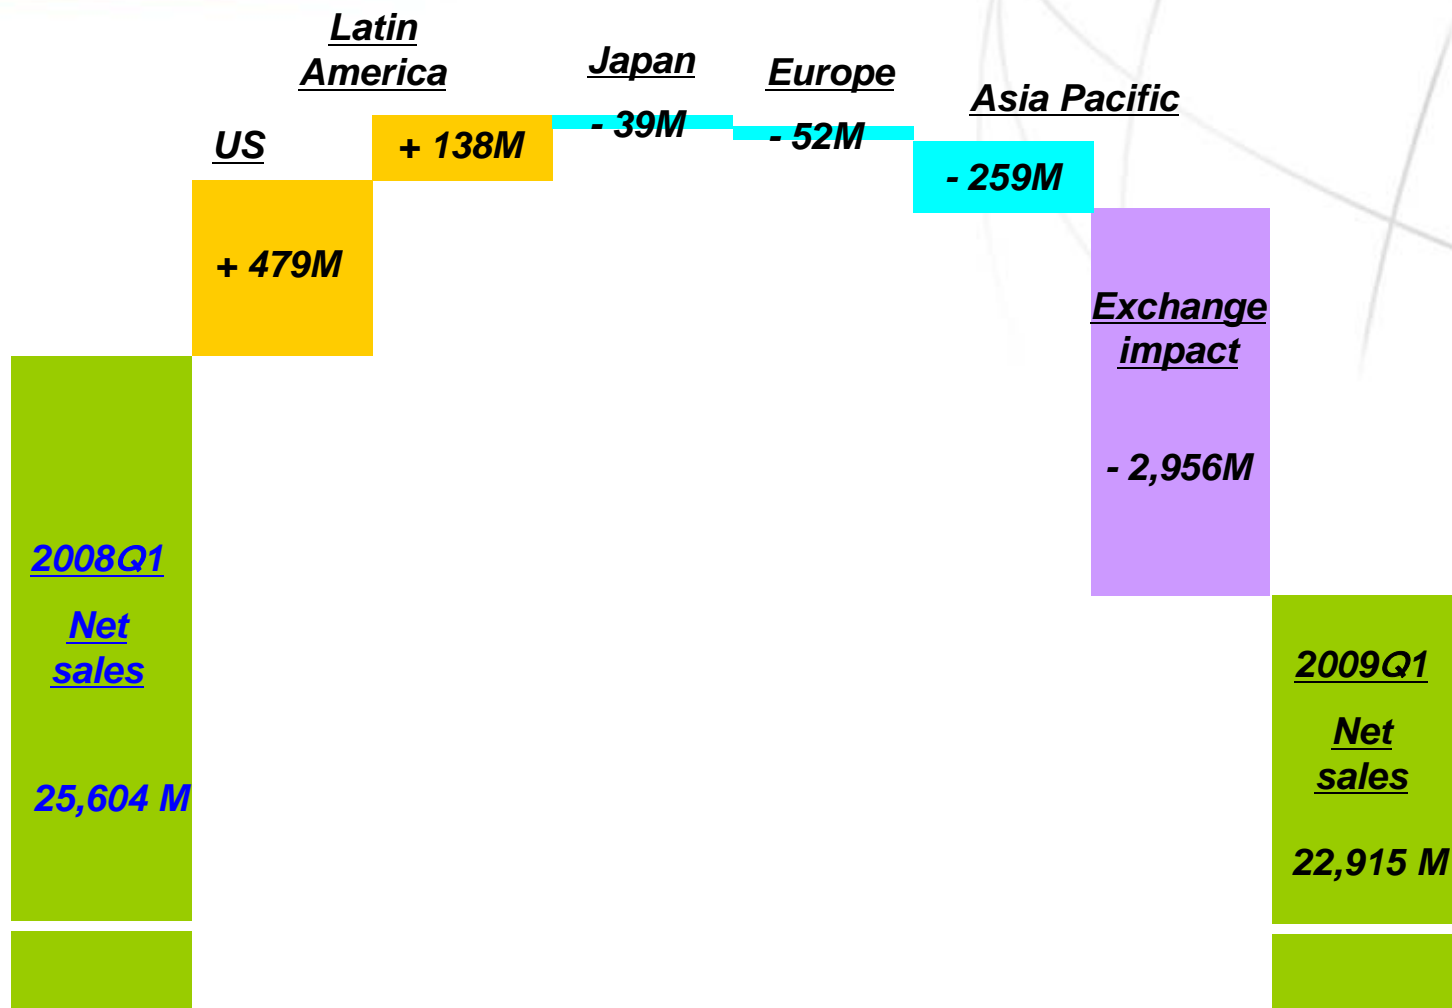 Latin
America
Japan
Europe
Asia Pacific
US
+ 138M
- 39M
- 52M
- 259M
+ 479M
Exchange
impact
- 2,956M
2008Q1
Net
sales
25,604 M
2009Q1
Net
sales
22,915 M